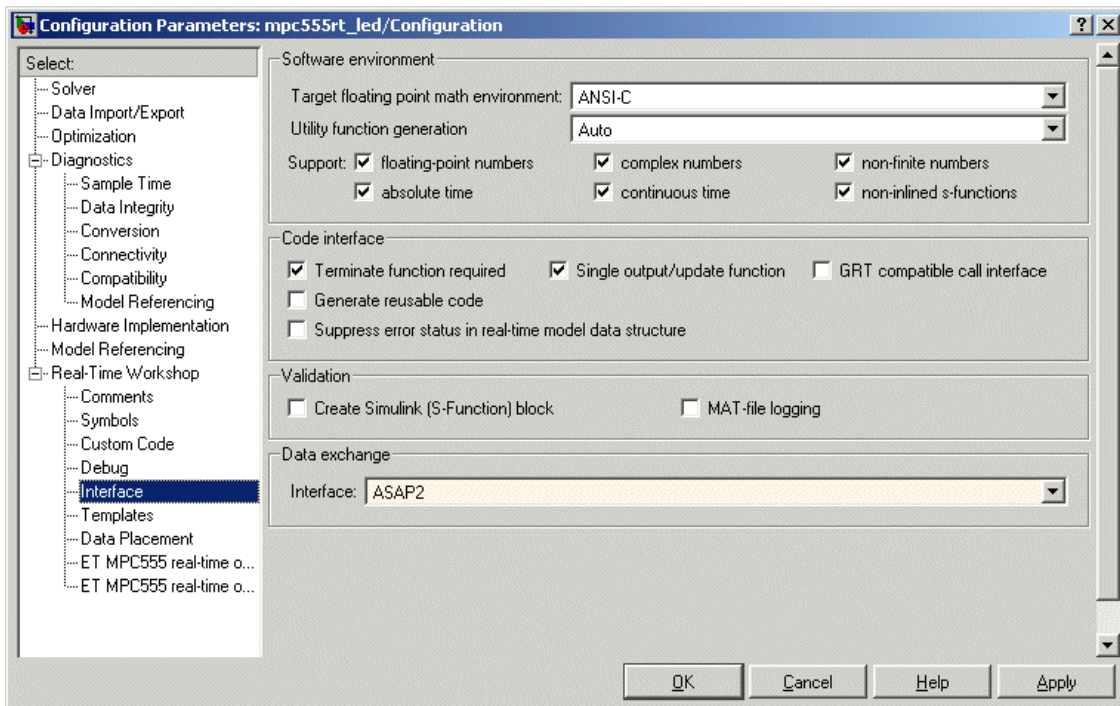 Configuration Parameters: mpc555rt_led/Configuration
Select:
Solver
Data Import/Export
Optimization
Diagnostics
Sample Time
Data Integrity
Conversion
Connectivity
Compatibility
Model Referencing
Hardware Implementation
Model Referencing
Real-Time Workshop
Comments
Symbols
Custom Code
Debug
Interface
Templates
Data Placement
ET MPC555 real-time o...
ET MPC555 real-time o...
Software environment
Target floating point math environment: ANSI-C
Utility function generation Auto
Support: floating-point numbers complex numbers non-finite numbers
absolute time continuous time non-inlined s-functions
Code interface
Terminate function required Single output/update function GRT compatible call interface
Generate reusable code
Suppress error status in real-time model data structure
Validation
Create Simulink (S-Function) block MAT-file logging
Data exchange
Interface: ASAP2
OK Cancel Help Apply